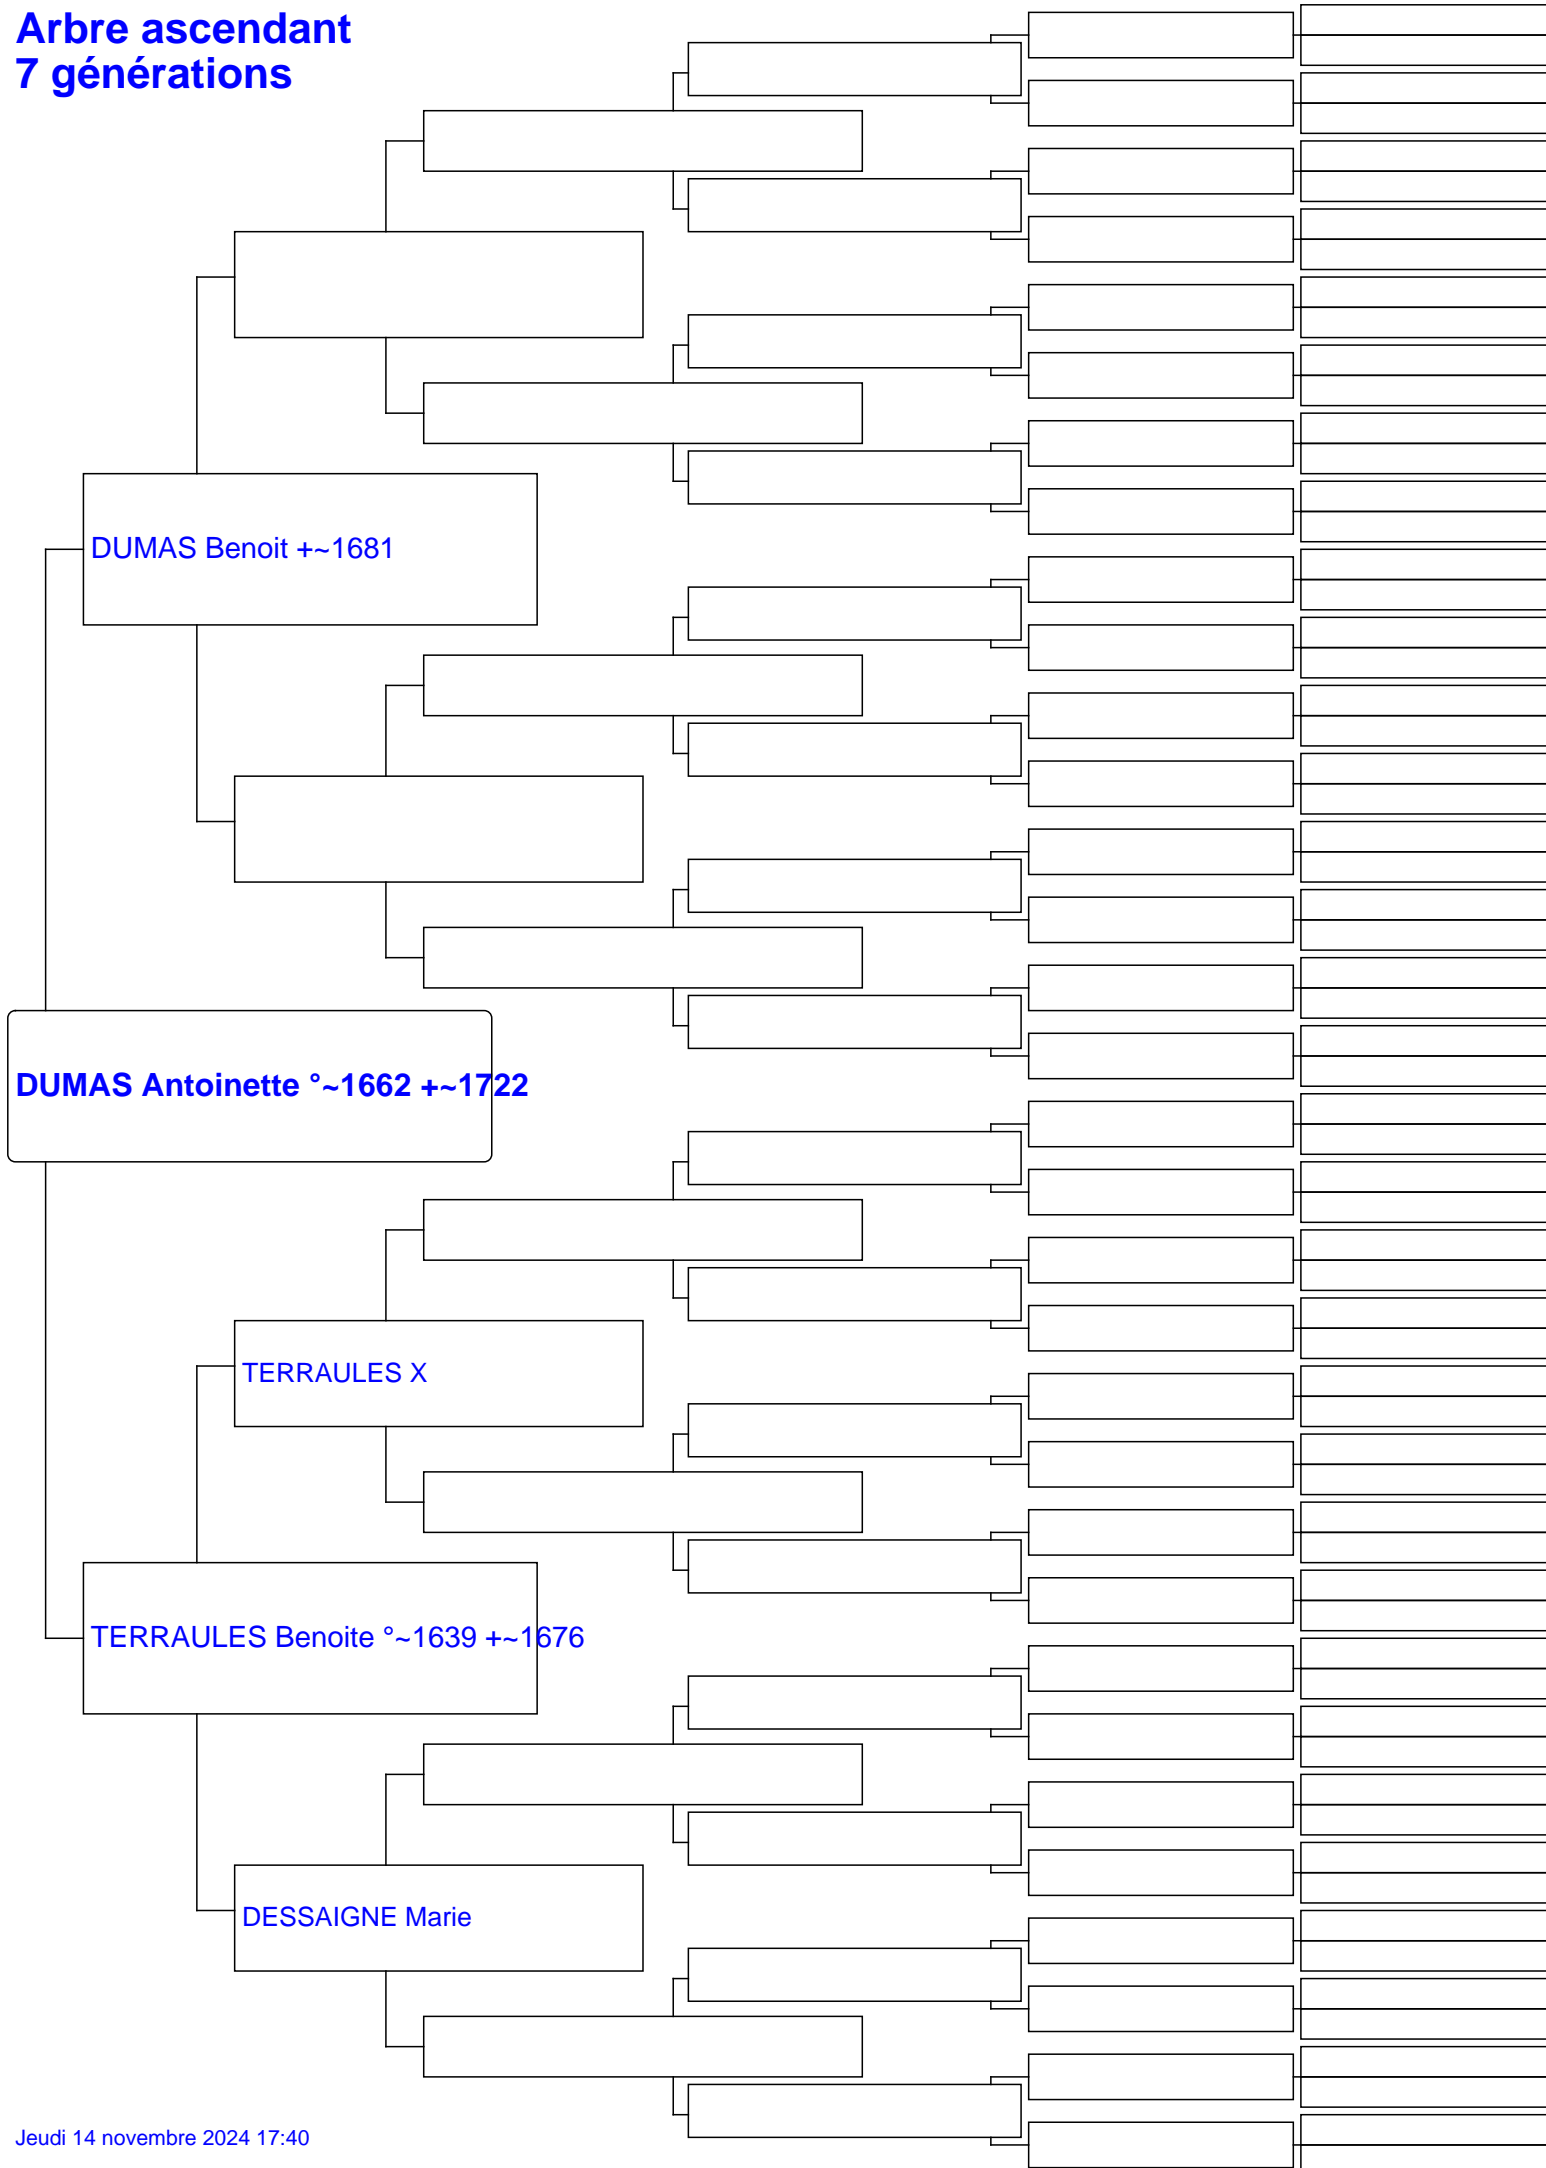 Arbre ascendant
7 générations
DUMAS Benoit +~1681
DUMAS Antoinette °~1662 +~1722
TERRAULES X
TERRAULES Benoite °~1639 +~1676
DESSAIGNE Marie
Jeudi 14 novembre 2024 17:40